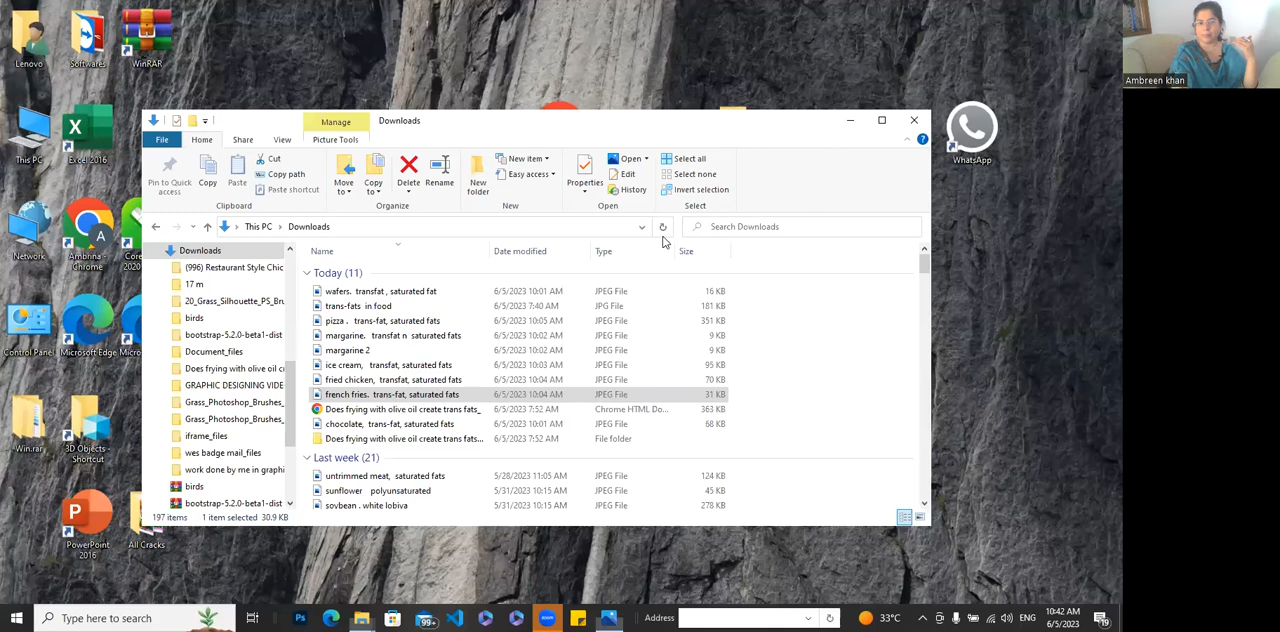 Lenovo
Softwares
WinRAR
Ambreen khan
Manage
Downloads
File
Home
Share
View
Picture Tools
This PC
Excel 2016
WhatsApp
Pin to Quick access
Copy
Paste
Cut
Copy path
Paste shortcut
Move to
Copy to
Delete
Rename
New folder
New item
Easy access
Properties
Open
Edit
History
Select all
Select none
Invert selection
Clipboard
Organize
New
Open
Select
This PC
Downloads
Search Downloads
Network
Ambrina - Chrome
Downloads
(996) Restaurant Style Chic
17 m
20_Grass_Silhouette_PS_Bru
birds
bootstrap-5.2.0-beta1-dist
Document_files
Does frying with olive oil cr
GRAPHIC DESIGNING VIDE
Grass_Photoshop_Brushes_
Grass_Photoshop_Brushes_
iframe_files
wes badge mail_files
work done by me in graphi
birds
bootstrap-5.2.0-beta1-dist
Name Date modified Type Size
Today (11)
wafers. transfat , saturated fat 6/5/2023 10:01 AM JPEG File 16 KB
trans-fats in food 6/5/2023 7:40 AM JPG File 181 KB
pizza . trans-fat, saturated fats 6/5/2023 10:05 AM JPEG File 351 KB
margarine. transfat n saturated fats 6/5/2023 10:02 AM JPEG File 9 KB
margarine 2 6/5/2023 10:02 AM JPEG File 9 KB
ice cream, transfat, saturated fats 6/5/2023 10:03 AM JPEG File 95 KB
fried chicken, transfat, saturated fats 6/5/2023 10:04 AM JPEG File 70 KB
french fries. trans-fat, saturated fats 6/5/2023 10:04 AM JPEG File 31 KB
Does frying with olive oil create trans fats_ 6/5/2023 7:52 AM Chrome HTML Do... 363 KB
chocolate, trans-fat, saturated fats 6/5/2023 10:01 AM JPEG File 68 KB
Does frying with olive oil create trans fats... 6/5/2023 7:52 AM File folder
Last week (21)
untrimmed meat, saturated fats 5/28/2023 11:05 AM JPEG File 124 KB
sunflower polyunsaturated 5/31/2023 10:15 AM JPEG File 45 KB
soybean . white lobiya 5/31/2023 10:15 AM JPEG File 278 KB
197 items 1 item selected 30.9 KB
Control Panel
Microsoft Edge
Win.rar
3D Objects - Shortcut
PowerPoint 2016
All Cracks
Type here to search
99+
zoom
Address
33°C
ENG
10:42 AM
6/5/2023
19